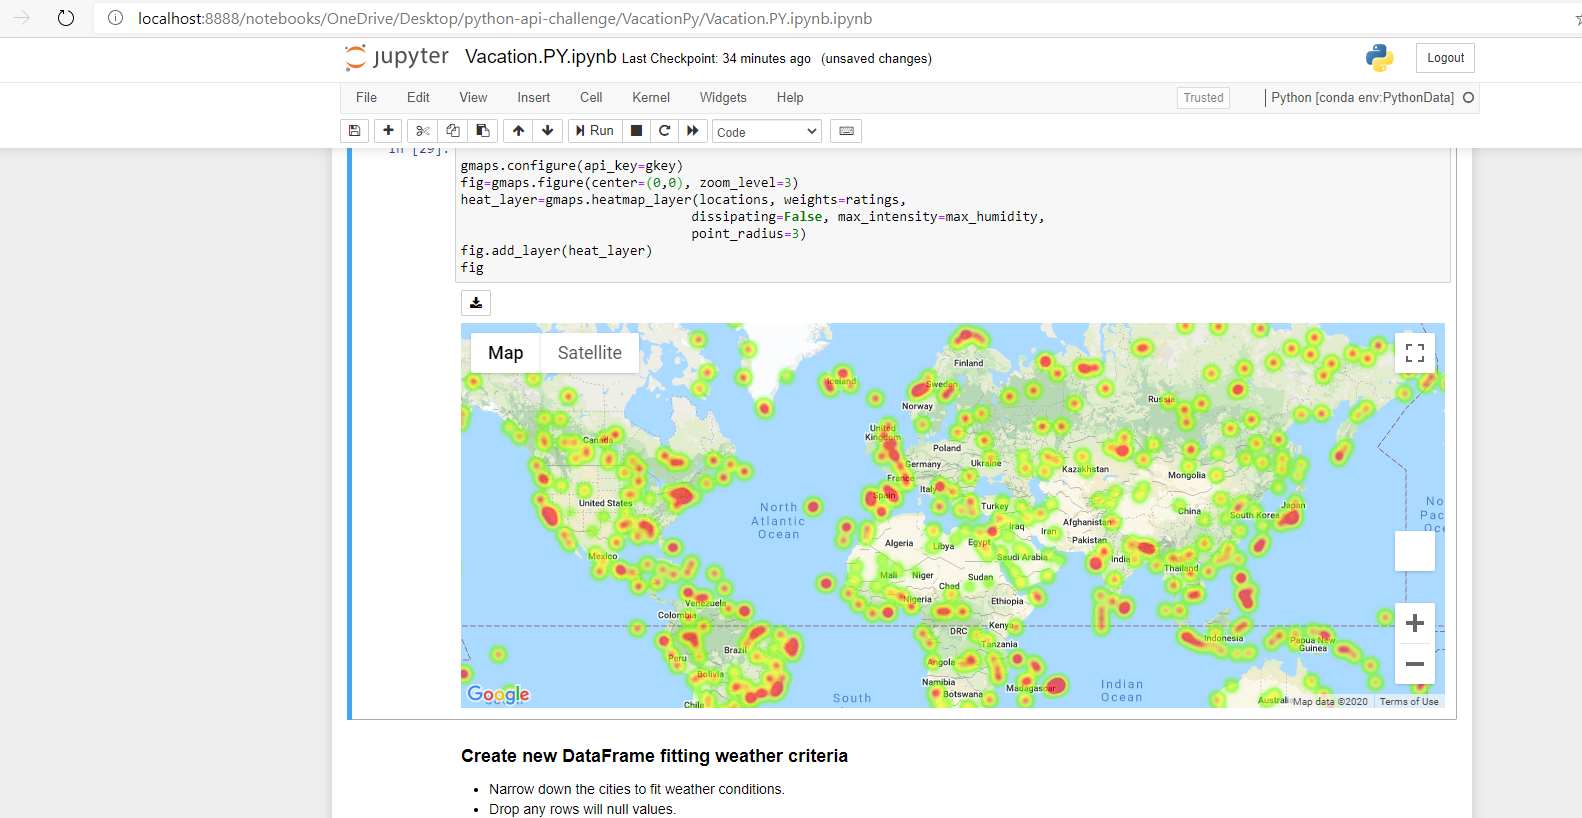 localhost:8888/notebooks/OneDrive/Desktop/python-api-challenge/VacationPy/Vacation.PY.ipynb.ipynb
jupyter Vacation.PY.ipynb Last Checkpoint: 34 minutes ago (unsaved changes)
Logout
File Edit View Insert Cell Kernel Widgets Help
Trusted
Python [conda env:PythonData]
Run
Code
In [29]:
gmaps.configure(api_key=gkey)
fig=gmaps.figure(center=(0,0), zoom_level=3)
heat_layer=gmaps.heatmap_layer(locations, weights=ratings,
dissipating=False, max_intensity=max_humidity,
point_radius=3)
fig.add_layer(heat_layer)
fig
Map Satellite
Finland
Iceland
Sweden
Norway
Russia
United Kingdom
Canada
Poland
Germany
Ukraine
Kazakhstan
Mongolia
France
Italy
Spain
United States
North Atlantic Ocean
Turkey
China
South Korea
Japan
No
Pac
Oce
Iraq
Iran
Afghanistan
Pakistan
Algeria
Libya
Egypt
Saudi Arabia
India
Thailand
Mexico
Mali
Niger
Chad
Sudan
Nigeria
Ethiopia
Venezuela
Colombia
DRC
Kenya
Tanzania
Indonesia
Papua New Guinea
Brazil
Peru
Bolivia
Angola
Namibia
Botswana
Madagascar
Indian Ocean
South
Chile
Google
Australi
Map data ©2020
Terms of Use
Create new DataFrame fitting weather criteria
• Narrow down the cities to fit weather conditions.
• Drop any rows will null values.